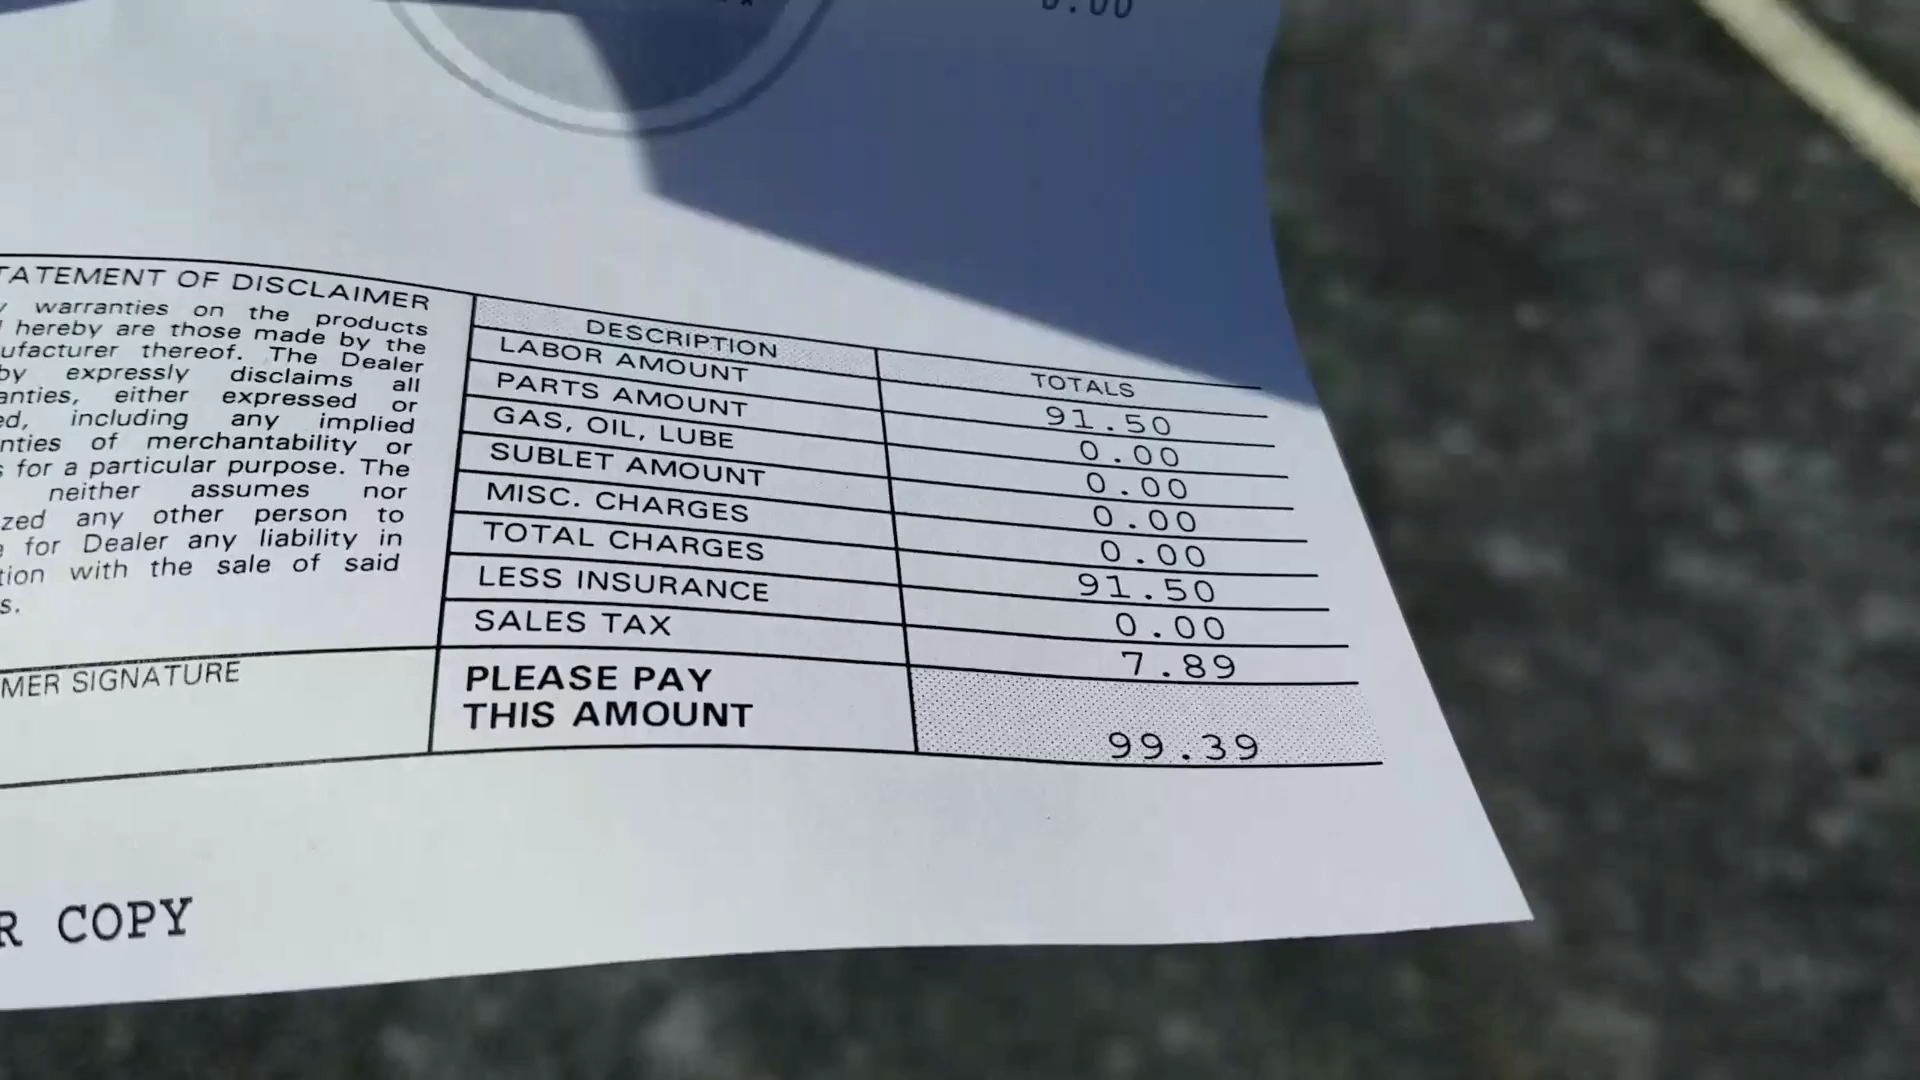 0.00
TATEMENT OF DISCLAIMER
warranties on the products
hereby are those made by the
ufacturer thereof. The Dealer
by expressly disclaims all
anties, either expressed or
ed, including any implied
nties of merchantability or
s for a particular purpose. The
neither assumes nor
zed any other person to
for Dealer any liability in
tion with the sale of said
s.
MER SIGNATURE
DESCRIPTION TOTALS
LABOR AMOUNT 91.50
PARTS AMOUNT 0.00
GAS, OIL, LUBE 0.00
SUBLET AMOUNT 0.00
MISC. CHARGES 0.00
TOTAL CHARGES 91.50
LESS INSURANCE 0.00
SALES TAX 7.89
PLEASE PAY
THIS AMOUNT 99.39
R COPY